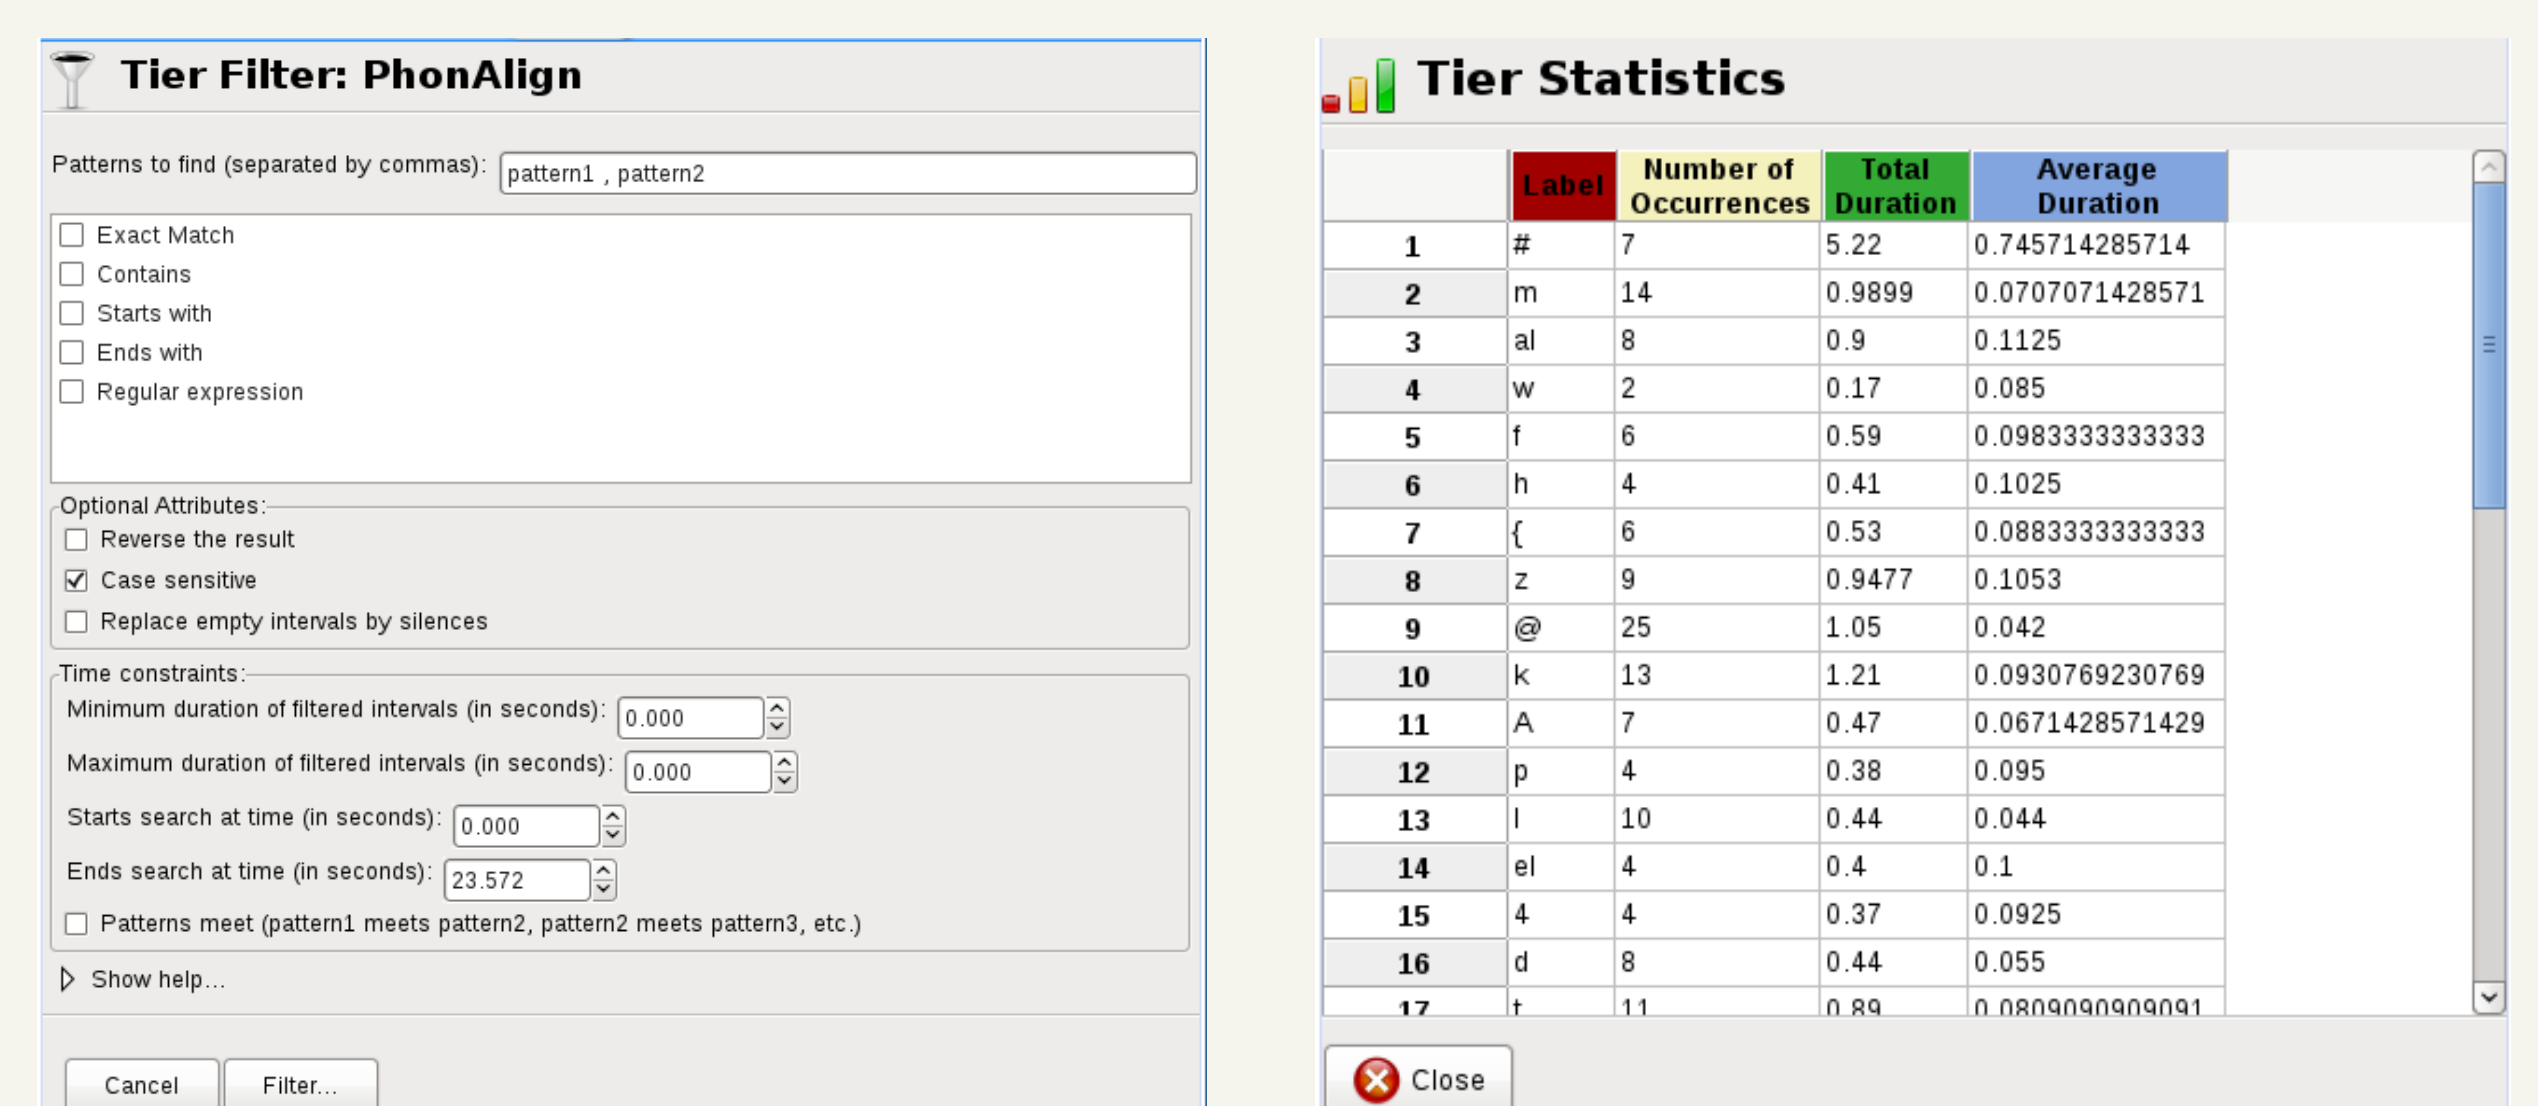 Tier Filter: PhonAlign
Patterns to find (separated by commas): pattern1 , pattern2
Exact Match
Contains
Starts with
Ends with
Regular expression
Optional Attributes:
Reverse the result
Case sensitive
Replace empty intervals by silences
Time constraints:
Minimum duration of filtered intervals (in seconds): 0.000
Maximum duration of filtered intervals (in seconds): 0.000
Starts search at time (in seconds): 0.000
Ends search at time (in seconds): 23.572
Patterns meet (pattern1 meets pattern2, pattern2 meets pattern3, etc.)
Show help...
Cancel Filter...
Tier Statistics
Label Number of Occurrences Total Duration Average Duration
1 # 7 5.22 0.745714285714
2 m 14 0.9899 0.0707071428571
3 aI 8 0.9 0.1125
4 w 2 0.17 0.085
5 f 6 0.59 0.0983333333333
6 h 4 0.41 0.1025
7 { 6 0.53 0.0883333333333
8 z 9 0.9477 0.1053
9 @ 25 1.05 0.042
10 k 13 1.21 0.0930769230769
11 A 7 0.47 0.0671428571429
12 p 4 0.38 0.095
13 I 10 0.44 0.044
14 eI 4 0.4 0.1
15 4 4 0.37 0.0925
16 d 8 0.44 0.055
17 t 11 0.89 0.0809090909091
Close